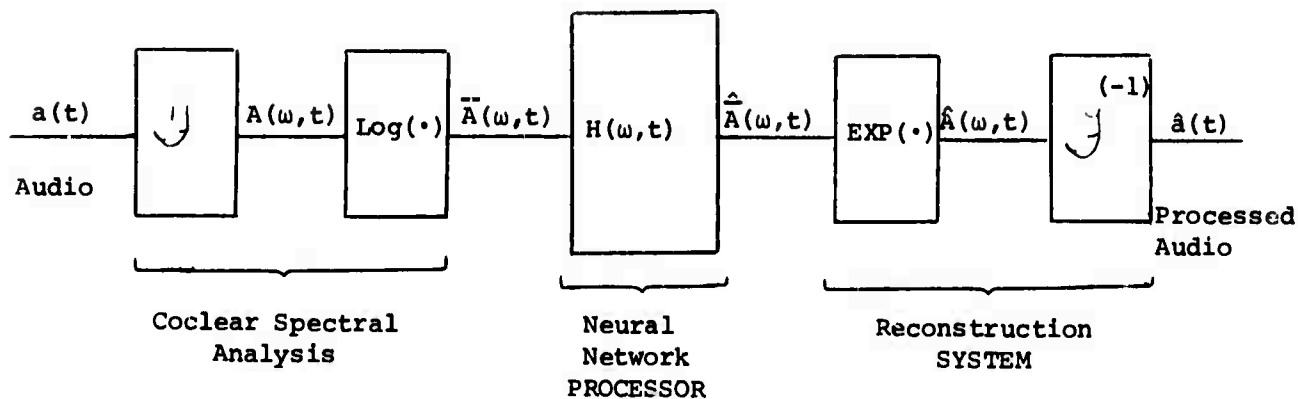 a(t)
Audio
A(ω,t)
Log(·)
A̿(ω,t)
H(ω,t)
Â̿(ω,t)
EXP(·)
Â(ω,t)
(-1)
â(t)
Processed
Audio
Coclear Spectral
Analysis
Neural
Network
PROCESSOR
Reconstruction
SYSTEM